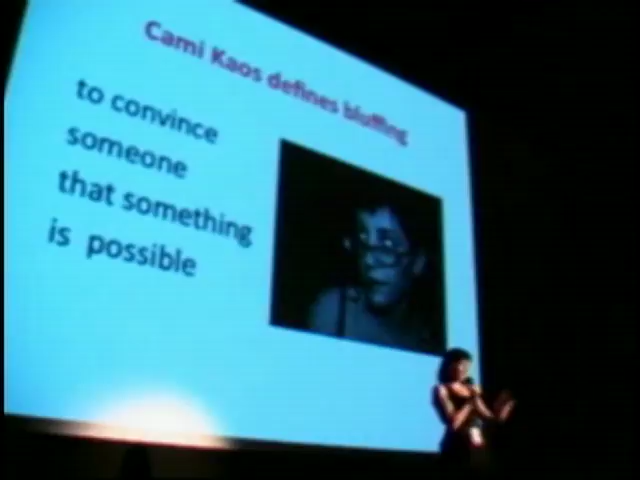 Cami Kaos defines bluffing
to convince
someone
that something
is possible